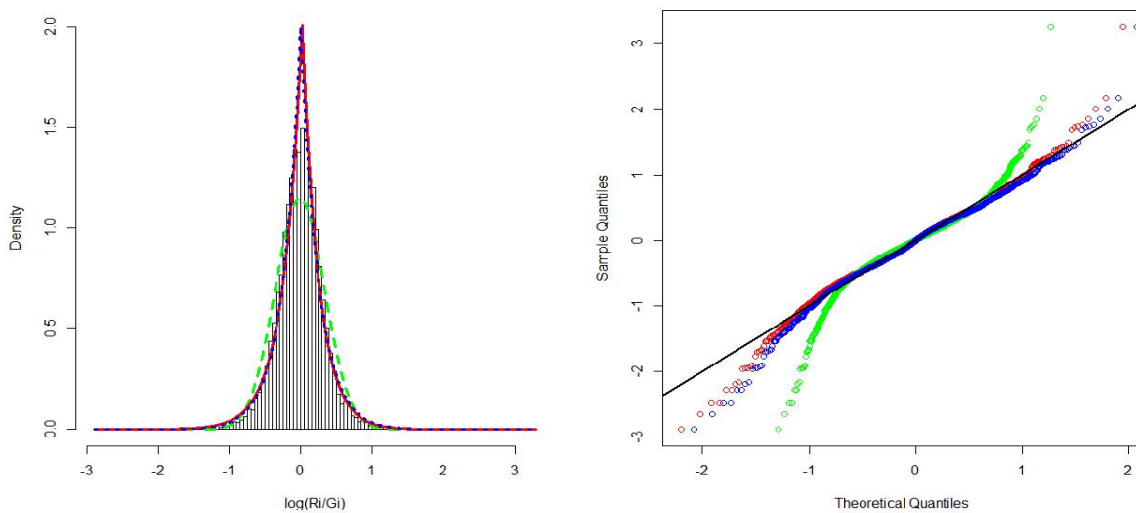 2.0
1.5
1.0
0.5
0.0
Density
-3 -2 -1 0 1 2 3
log(Ri/Gi)
3
2
1
0
-1
-2
-3
Sample Quantiles
-2 -1 0 1 2
Theoretical Quantiles